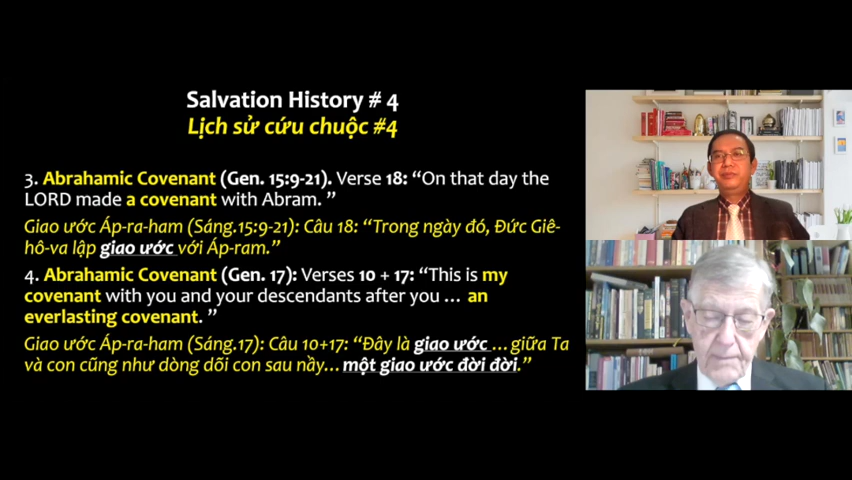 Salvation History # 4
Lịch sử cứu chuộc #4
3. Abrahamic Covenant (Gen. 15:9-21). Verse 18: “On that day the
LORD made a covenant with Abram. ”
Giao ước Áp-ra-ham (Sáng.15:9-21): Câu 18: “Trong ngày đó, Đức Giê-
hô-va lập giao ước với Áp-ram.”
4. Abrahamic Covenant (Gen. 17): Verses 10 + 17: “This is my
covenant with you and your descendants after you … an
everlasting covenant. ”
Giao ước Áp-ra-ham (Sáng.17): Câu 10+17: “Đây là giao ước …giữa Ta
và con cũng như dòng dõi con sau nầy…một giao ước đời đời.”